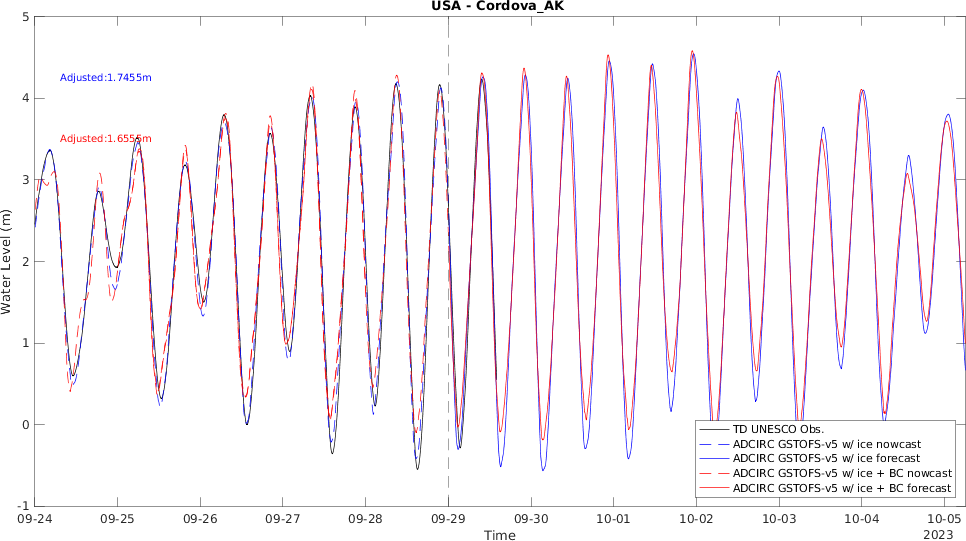 USA - Cordova_AK
Adjusted:1.7455m
Adjusted:1.6555m
Water Level (m)
5
4
3
2
1
0
-1
TD UNESCO Obs.
ADCIRC GSTOFS-v5 w/ ice nowcast
ADCIRC GSTOFS-v5 w/ ice forecast
ADCIRC GSTOFS-v5 w/ ice + BC nowcast
ADCIRC GSTOFS-v5 w/ ice + BC forecast
09-24 09-25 09-26 09-27 09-28 09-29 09-30 10-01 10-02 10-03 10-04 10-05
Time
2023